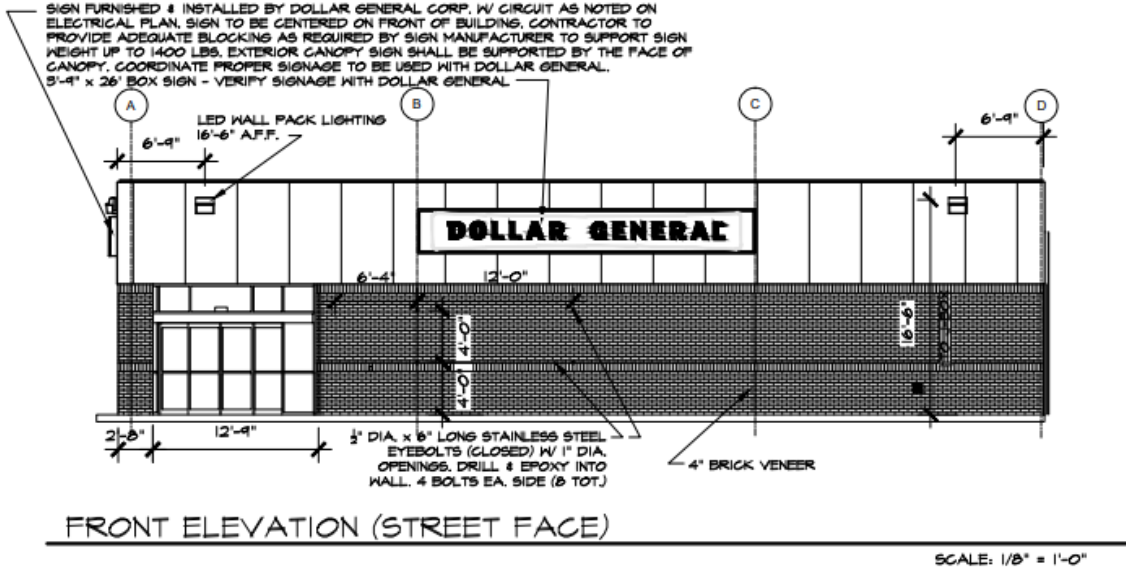 SIGN FURNISHED & INSTALLED BY DOLLAR GENERAL CORP. W/ CIRCUIT AS NOTED ON
ELECTRICAL PLAN. SIGN TO BE CENTERED ON FRONT OF BUILDING. CONTRACTOR TO
PROVIDE ADEQUATE BLOCKING AS REQUIRED BY SIGN MANUFACTURER TO SUPPORT SIGN
WEIGHT UP TO 1400 LBS. EXTERIOR CANOPY SIGN SHALL BE SUPPORTED BY THE FACE OF
CANOPY. COORDINATE PROPER SIGNAGE TO BE USED WITH DOLLAR GENERAL.
3'-9" x 26' BOX SIGN - VERIFY SIGNAGE WITH DOLLAR GENERAL
A
B
C
D
LED WALL PACK LIGHTING
16'-6" A.F.F.
6'-9"
6'-9"
DOLLAR GENERAL
6'-4"
12'-0"
4'-0"
4'-0"
16'-6"
TO J-BOX
2'-8"
12'-9"
½" DIA. x 6" LONG STAINLESS STEEL
EYEBOLTS (CLOSED) W/ 1" DIA.
OPENINGS. DRILL & EPOXY INTO
WALL. 4 BOLTS EA. SIDE (8 TOT.)
4" BRICK VENEER
FRONT ELEVATION (STREET FACE)
SCALE: 1/8" = 1'-0"